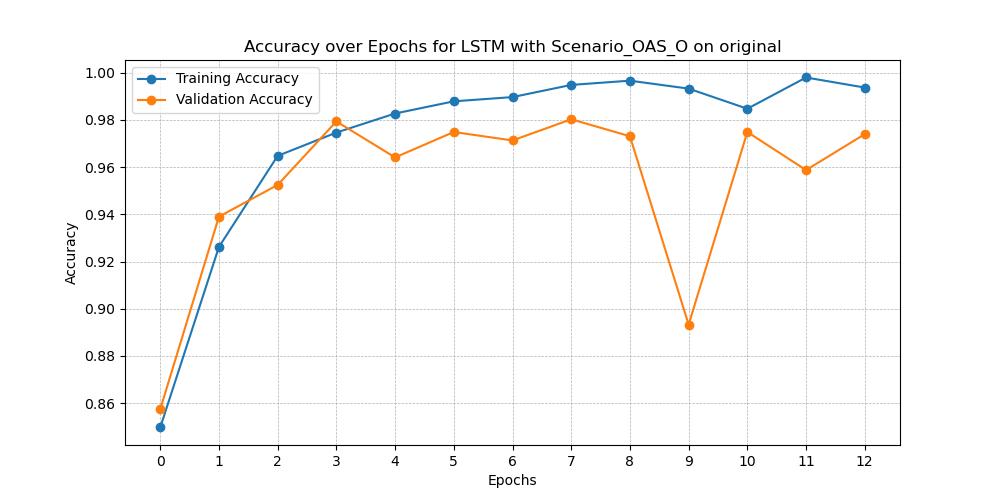 Accuracy over Epochs for LSTM with Scenario_OAS_O on original
Training Accuracy
Validation Accuracy
1.00
0.98
0.96
0.94
0.92
0.90
0.88
0.86
Accuracy
0 1 2 3 4 5 6 7 8 9 10 11 12
Epochs